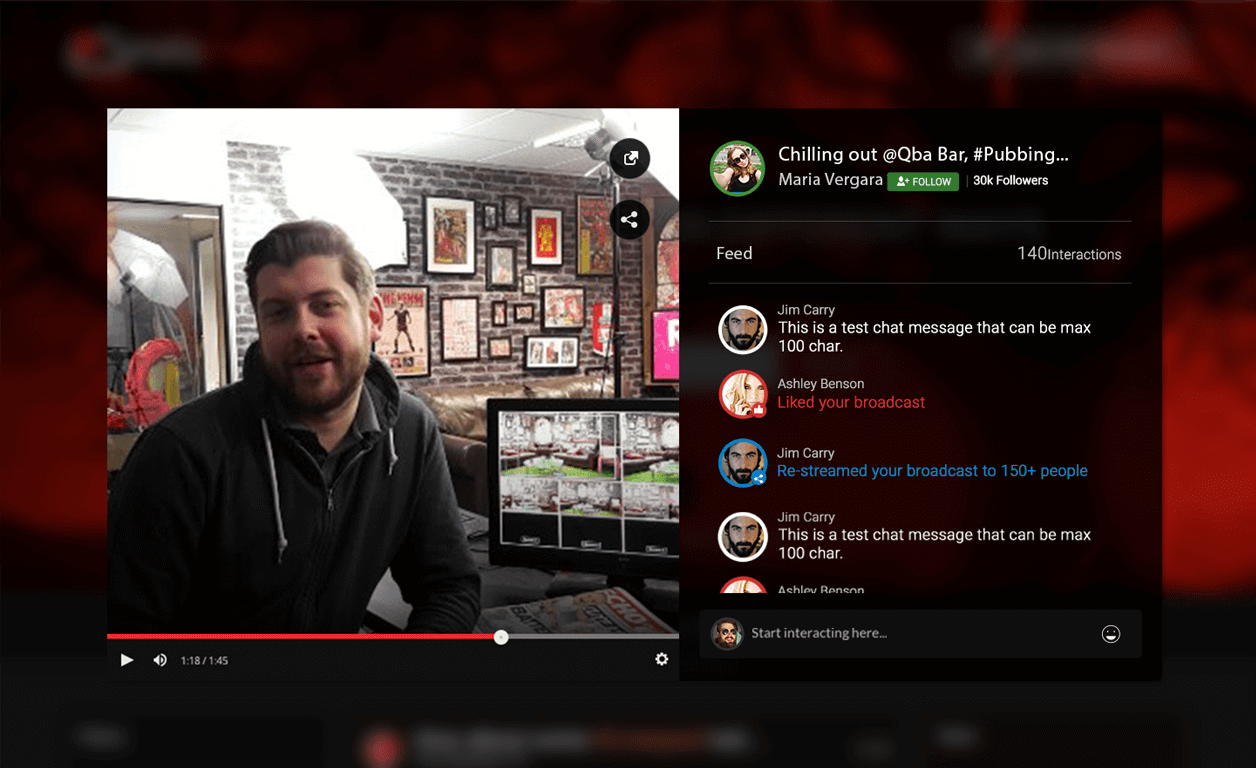 Chilling out @Qba Bar, #Pubbing...
Maria Vergara FOLLOW | 30k Followers
Feed 140Interactions
Jim Carry
This is a test chat message that can be max
100 char.
Ashley Benson
Liked your broadcast
Jim Carry
Re-streamed your broadcast to 150+ people
Jim Carry
This is a test chat message that can be max
100 char.
Ashley Benson
Start interacting here...
1:18 / 1:45